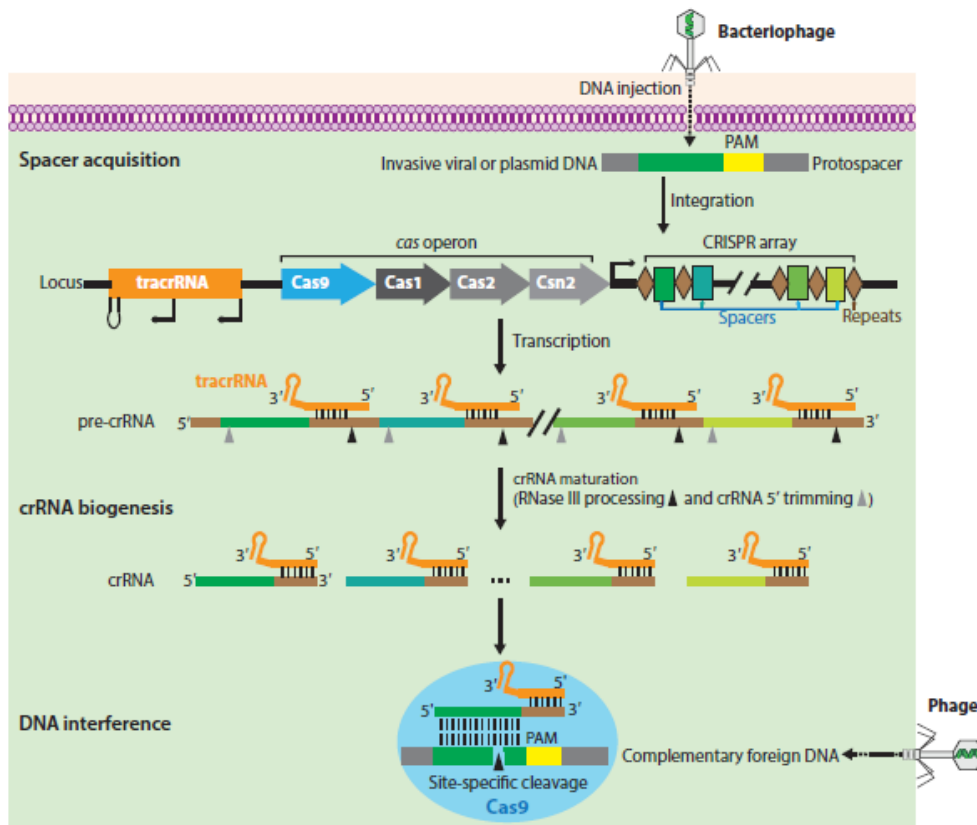 Bacteriophage
DNA injection
Spacer acquisition
PAM
Invasive viral or plasmid DNA
Protospacer
Integration
cas operon
CRISPR array
Locus
tracrRNA
Cas9
Cas1
Cas2
Csn2
Spacers
Repeats
Transcription
tracrRNA
3′ 5′ 3′ 5′ 3′ 5′ 3′ 5′
pre-crRNA 5′ 3′
crRNA maturation
(RNase III processing ▲ and crRNA 5′ trimming ▲)
crRNA biogenesis
3′ 5′ 3′ 5′ 3′ 5′ 3′ 5′
crRNA 5′ 3′
DNA interference
3′ 5′
5′ 3′
PAM
Site-specific cleavage
Cas9
Phage
Complementary foreign DNA